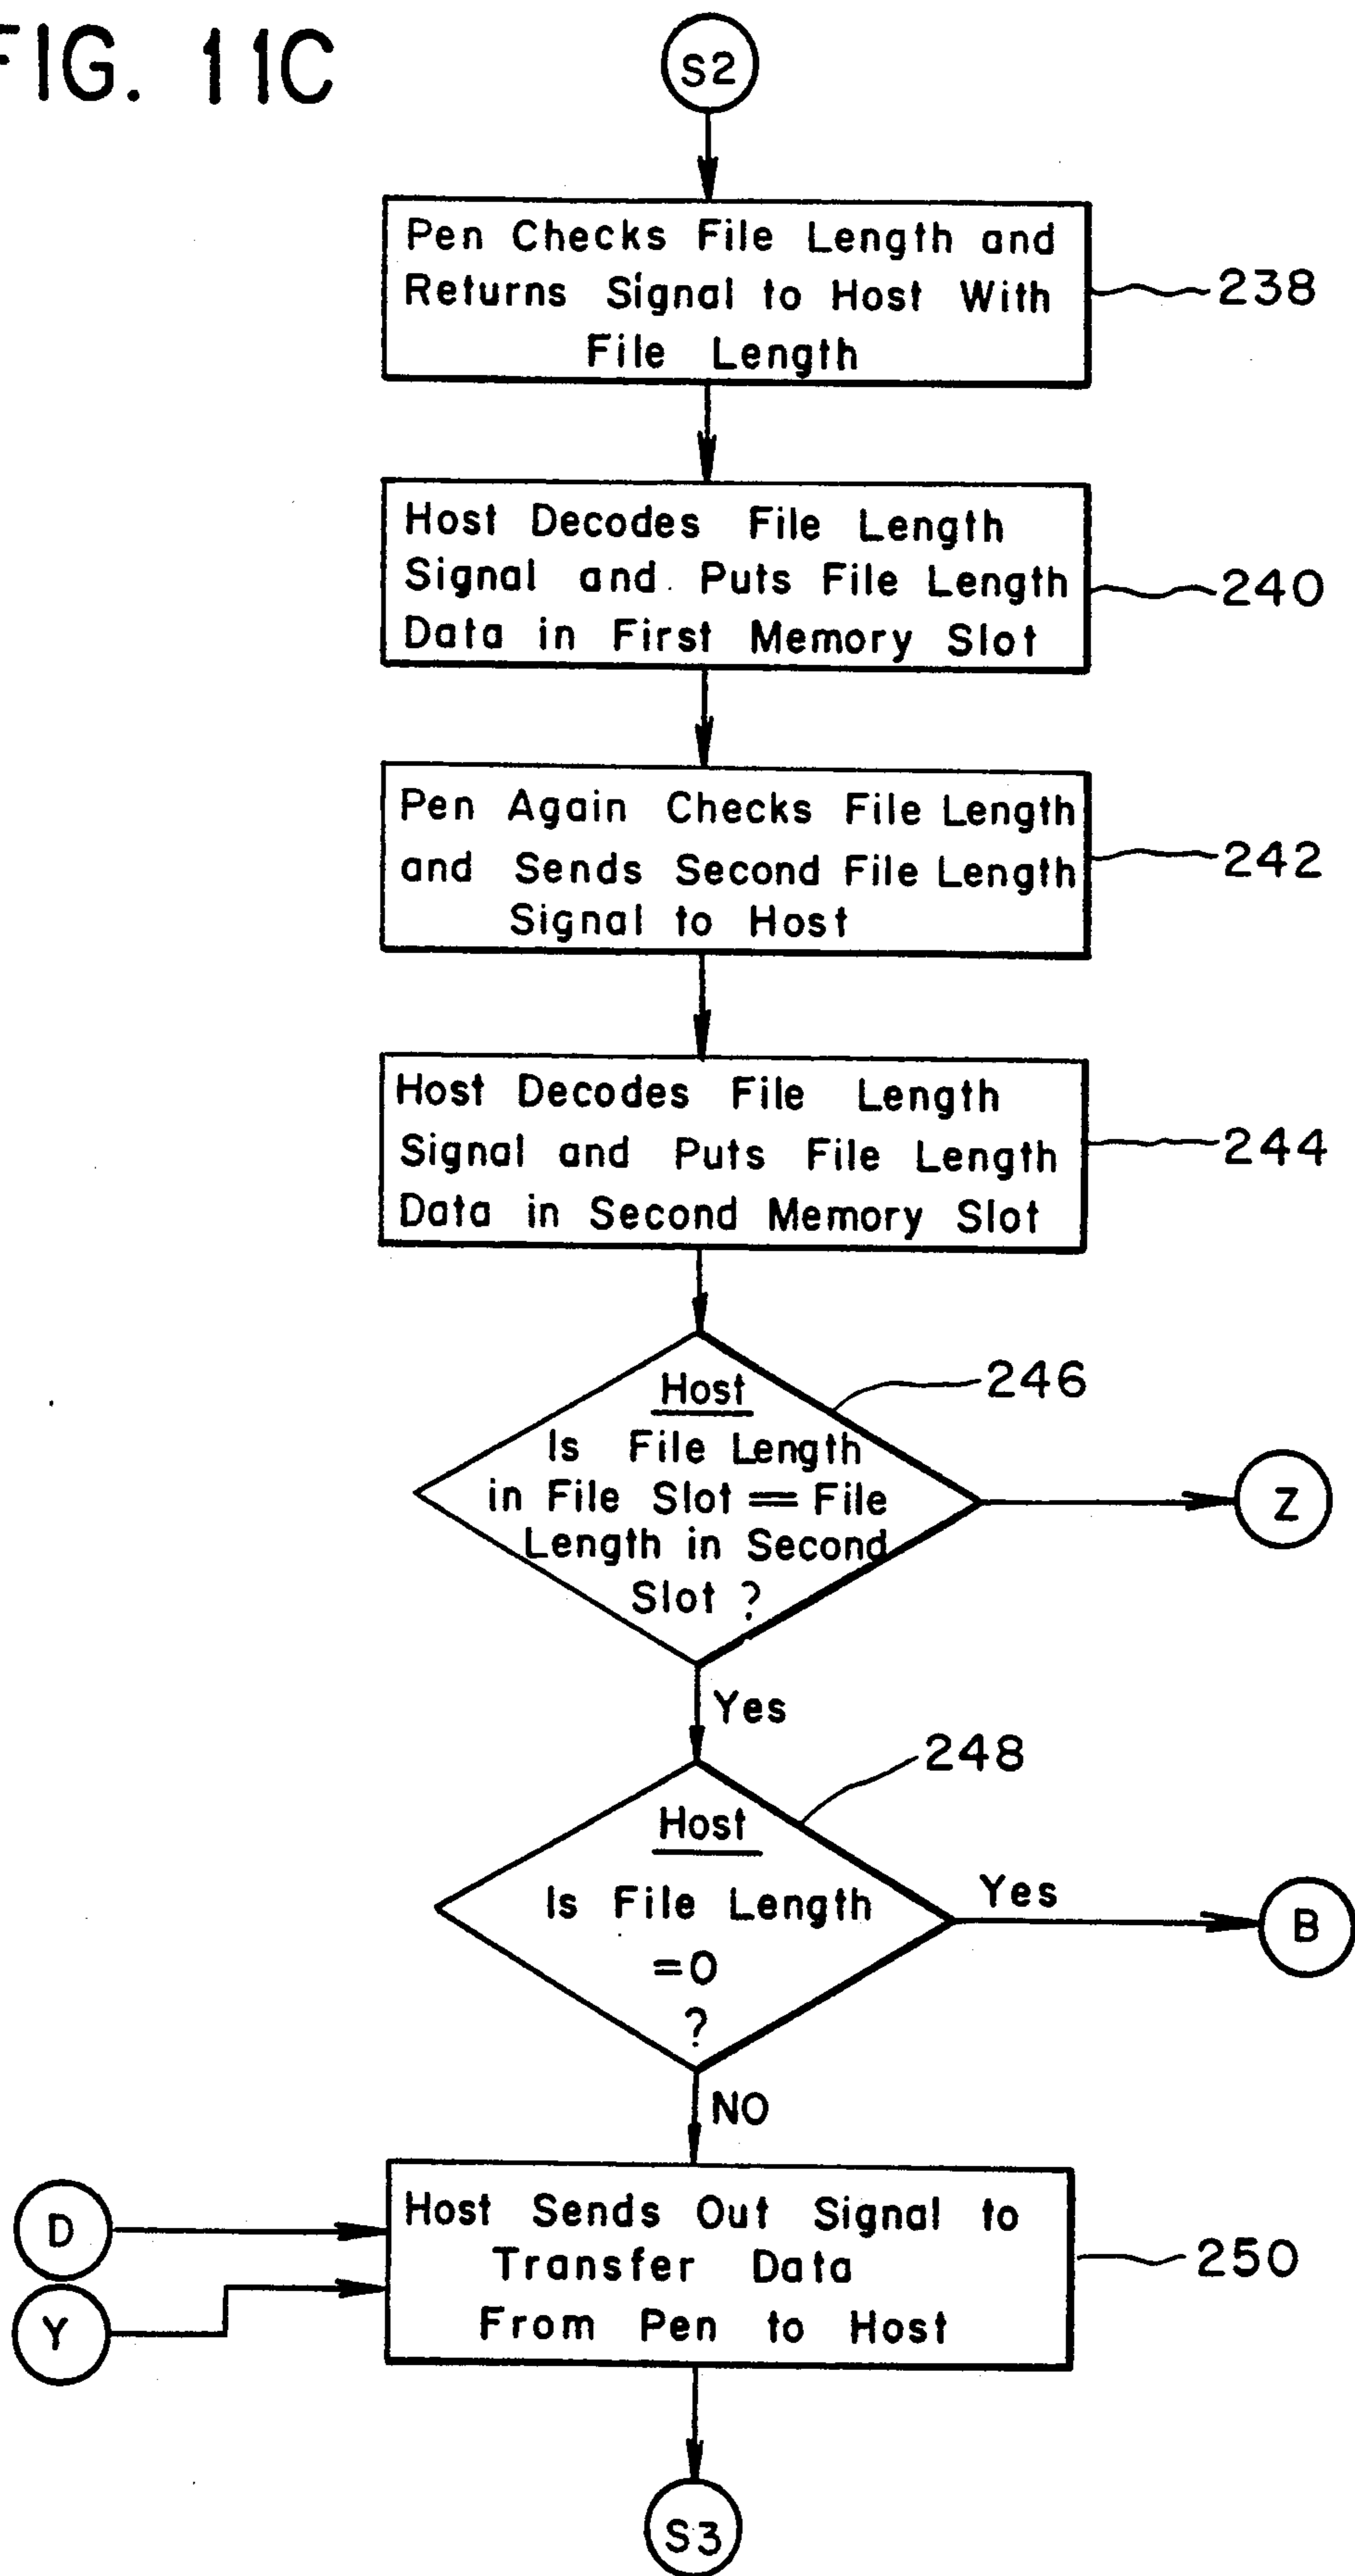 FIG. 11C
S2
Pen Checks File Length and
Returns Signal to Host With
File Length
238
Host Decodes File Length
Signal and Puts File Length
Data in First Memory Slot
240
Pen Again Checks File Length
and Sends Second File Length
Signal to Host
242
Host Decodes File Length
Signal and Puts File Length
Data in Second Memory Slot
244
Host
Is File Length
in File Slot = File
Length in Second
Slot ?
246
Z
Yes
Host
Is File Length
=0
?
248
Yes
B
NO
D
Y
Host Sends Out Signal to
Transfer Data
From Pen to Host
250
S3